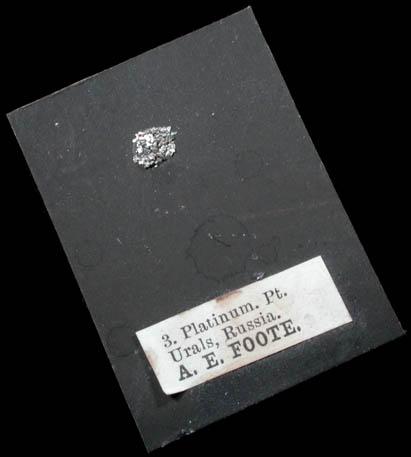 3. Platinum. Pt.
Urals, Russia.
A. E. FOOTE.